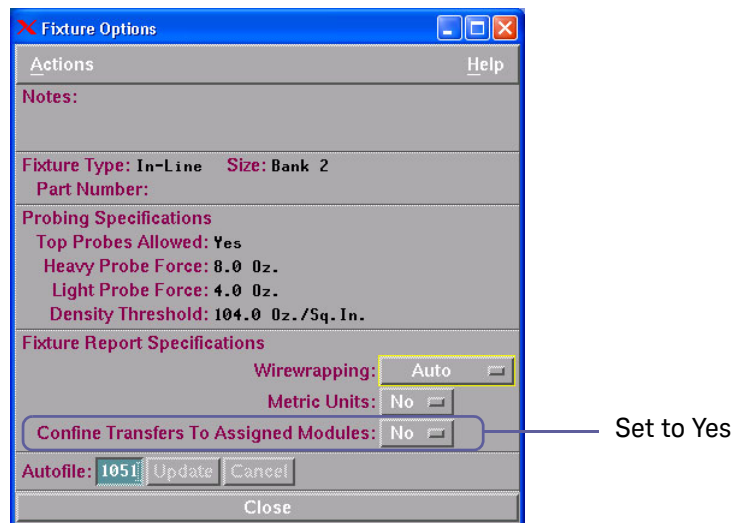 Fixture Options
Actions Help
Notes:
Fixture Type: In-Line Size: Bank 2
Part Number:
Probing Specifications
Top Probes Allowed: Yes
Heavy Probe Force: 8.0 Oz.
Light Probe Force: 4.0 Oz.
Density Threshold: 104.0 Oz./Sq.In.
Fixture Report Specifications
Wirewrapping: Auto
Metric Units: No
Confine Transfers To Assigned Modules: No
Set to Yes
Autofile: 1051 Update Cancel
Close